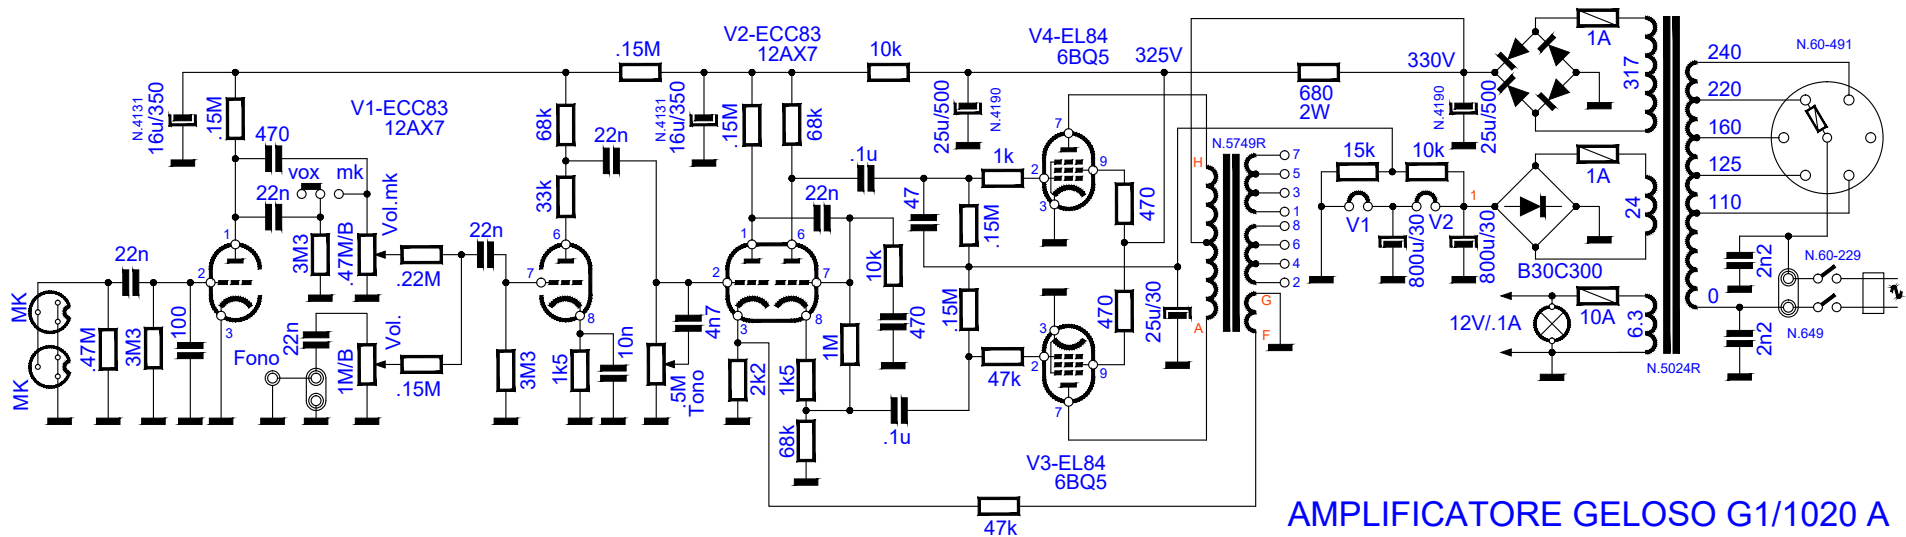 N.4131
16u/350
.15M
V1-ECC83
12AX7
470
22n
vox
mk
Vol.mk
1
22n
2
3
MK
MK
.47M
3M3
100
3M3
.47M/B
.22M
22n
Fono
22n
1M/B
Vol.
.15M
68k
22n
33k
6
7
8
3M3
1k5
10n
.15M
N.4131
16u/350
V2-ECC83
12AX7
.15M
68k
10k
.1u
22n
1
6
2
7
3
8
4n7
.5M
Tono
2k2
1k5
68k
1M
10k
470
.1u
N.4190
25u/500
V4-EL84
6BQ5
325V
7
9
2
3
1k
47
.15M
.15M
470
470
47k
3
2
9
7
V3-EL84
6BQ5
47k
25u/30
H
A
N.5749R
7
5
3
1
8
6
4
2
G
F
680
2W
330V
N.4190
25u/500
15k
10k
V1
V2
1
800u/30
800u/30
1A
317
1A
24
B30C300
12V/.1A
10A
6.3
N.5024R
240
220
160
125
110
0
N.60-491
2n2
2n2
N.60-229
N.649
AMPLIFICATORE GELOSO G1/1020 A